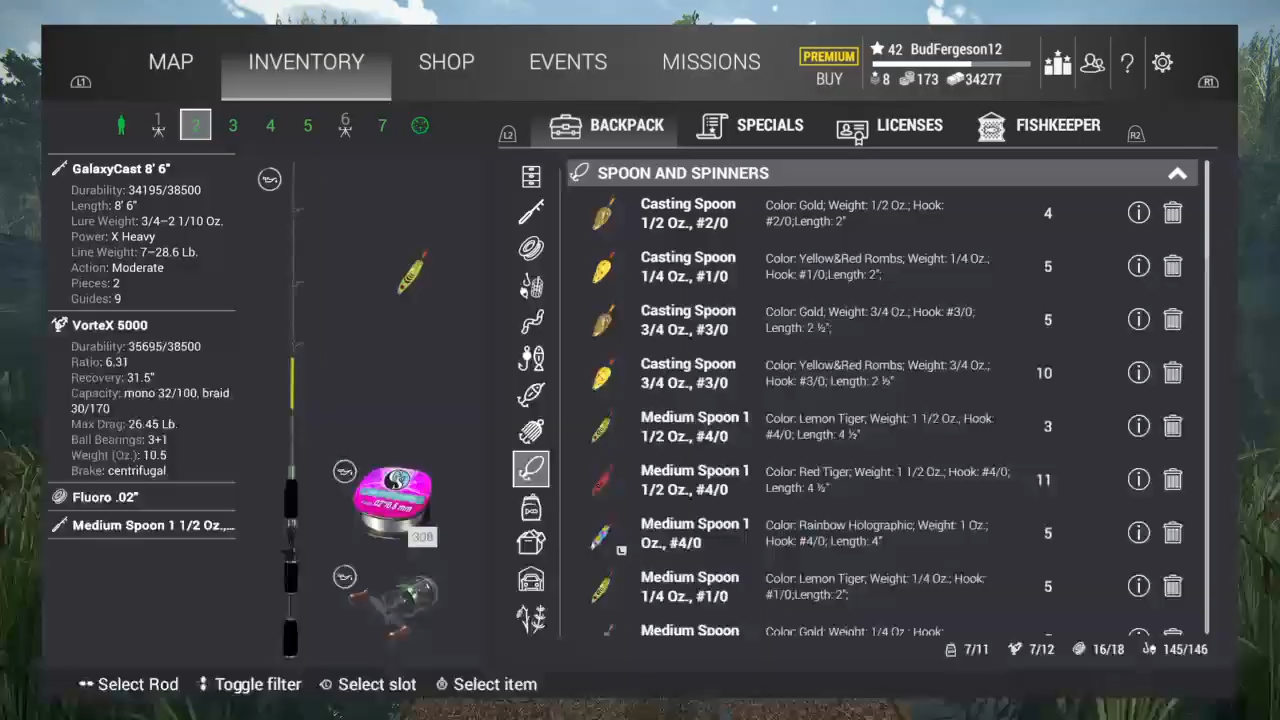 MAP
INVENTORY
SHOP
EVENTS
MISSIONS
PREMIUM
BUY
42 BudFergeson12
8 173 34277
L1
R1
1 2 3 4 5 6 7
L2
BACKPACK
SPECIALS
LICENSES
FISHKEEPER
R2
GalaxyCast 8' 6"
Durability: 34195/38500
Length: 8' 6"
Lure Weight: 3/4–2 1/10 Oz.
Power: X Heavy
Line Weight: 7–28.6 Lb.
Action: Moderate
Pieces: 2
Guides: 9
VorteX 5000
Durability: 35695/38500
Ratio: 6.31
Recovery: 31.5"
Capacity: mono 32/100, braid
30/170
Max Drag: 26.45 Lb.
Ball Bearings: 3+1
Weight (Oz.): 10.5
Brake: centrifugal
Fluoro .02"
Medium Spoon 1 1/2 Oz.,...
308
SPOON AND SPINNERS
Casting Spoon
1/2 Oz., #2/0
Color: Gold; Weight: 1/2 Oz.; Hook:
#2/0;Length: 2"
4
Casting Spoon
1/4 Oz., #1/0
Color: Yellow&Red Rombs; Weight: 1/4 Oz.;
Hook: #1/0;Length: 2";
5
Casting Spoon
3/4 Oz., #3/0
Color: Gold; Weight: 3/4 Oz.; Hook: #3/0;
Length: 2 ½";
5
Casting Spoon
3/4 Oz., #3/0
Color: Yellow&Red Rombs; Weight: 3/4 Oz.;
Hook: #3/0; Length: 2 ½"
10
Medium Spoon 1
1/2 Oz., #4/0
Color: Lemon Tiger; Weight: 1 1/2 Oz.; Hook:
#4/0; Length: 4 ½"
3
Medium Spoon 1
1/2 Oz., #4/0
Color: Red Tiger; Weight: 1 1/2 Oz.; Hook: #4/0;
Length: 4 ½"
11
Medium Spoon 1
Oz., #4/0
Color: Rainbow Holographic; Weight: 1 Oz.;
Hook: #4/0; Length: 4"
5
Medium Spoon
1/4 Oz., #1/0
Color: Lemon Tiger; Weight: 1/4 Oz.; Hook:
#1/0;Length: 2";
5
Medium Spoon
Color: Gold; Weight: 1/4 Oz.; Hook:
7/11 7/12 16/18 145/146
Select Rod
Toggle filter
Select slot
Select item